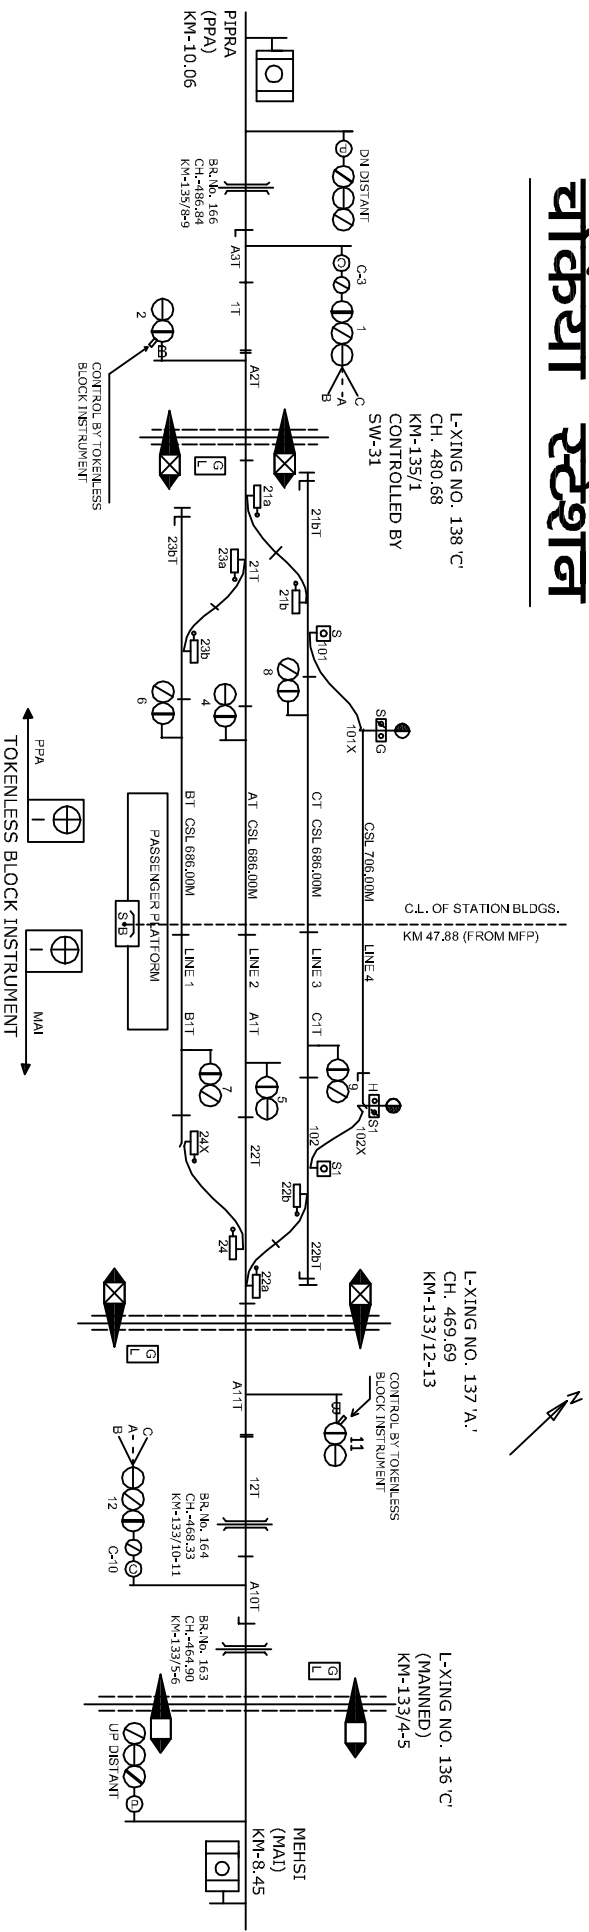 चकिया स्टेशन
PIPRA
(PPA)
KM-10.06
DN DISTANT
P
BR.No. 166
CH.-486.84
KM-135/8-9
A3T
1T
C-3
C
1
C
A
B
2
B
A2T
CONTROL BY TOKENLESS
BLOCK INSTRUMENT
L-XING NO. 138 'C'
CH. 480.68
KM-135/1
CONTROLLED BY
SW-31
G
L
21a
21bT
21T
23a
23bT
21b
23b
S
101
8
4
6
S
G
101X
PPA
TOKENLESS BLOCK INSTRUMENT
MAI
BT CSL 686.00M
AT CSL 686.00M
CT CSL 686.00M
CSL 706.00M
PASSENGER PLATFORM
S
B
C.L. OF STATION BLDGS.
KM 47.88 (FROM MFP)
LINE 1
LINE 2
LINE 3
LINE 4
B1T
A1T
C1T
7
5
9
H
S1
102X
102
S1
24X
22T
22b
24
22a
22bT
L-XING NO. 137 'A.'
CH. 469.69
KM-133/12-13
G
L
N
CONTROL BY TOKENLESS
BLOCK INSTRUMENT
B
11
A11T
C
A
B
12
C-10
C
12T
BR.No. 164
CH.-468.33
KM-133/10-11
A10T
BR.No. 163
CH.-464.90
KM-133/5-6
G
L
L-XING NO. 136 'C'
(MANNED)
KM-133/4-5
UP DISTANT
P
MEHSI
(MAI)
KM-8.45